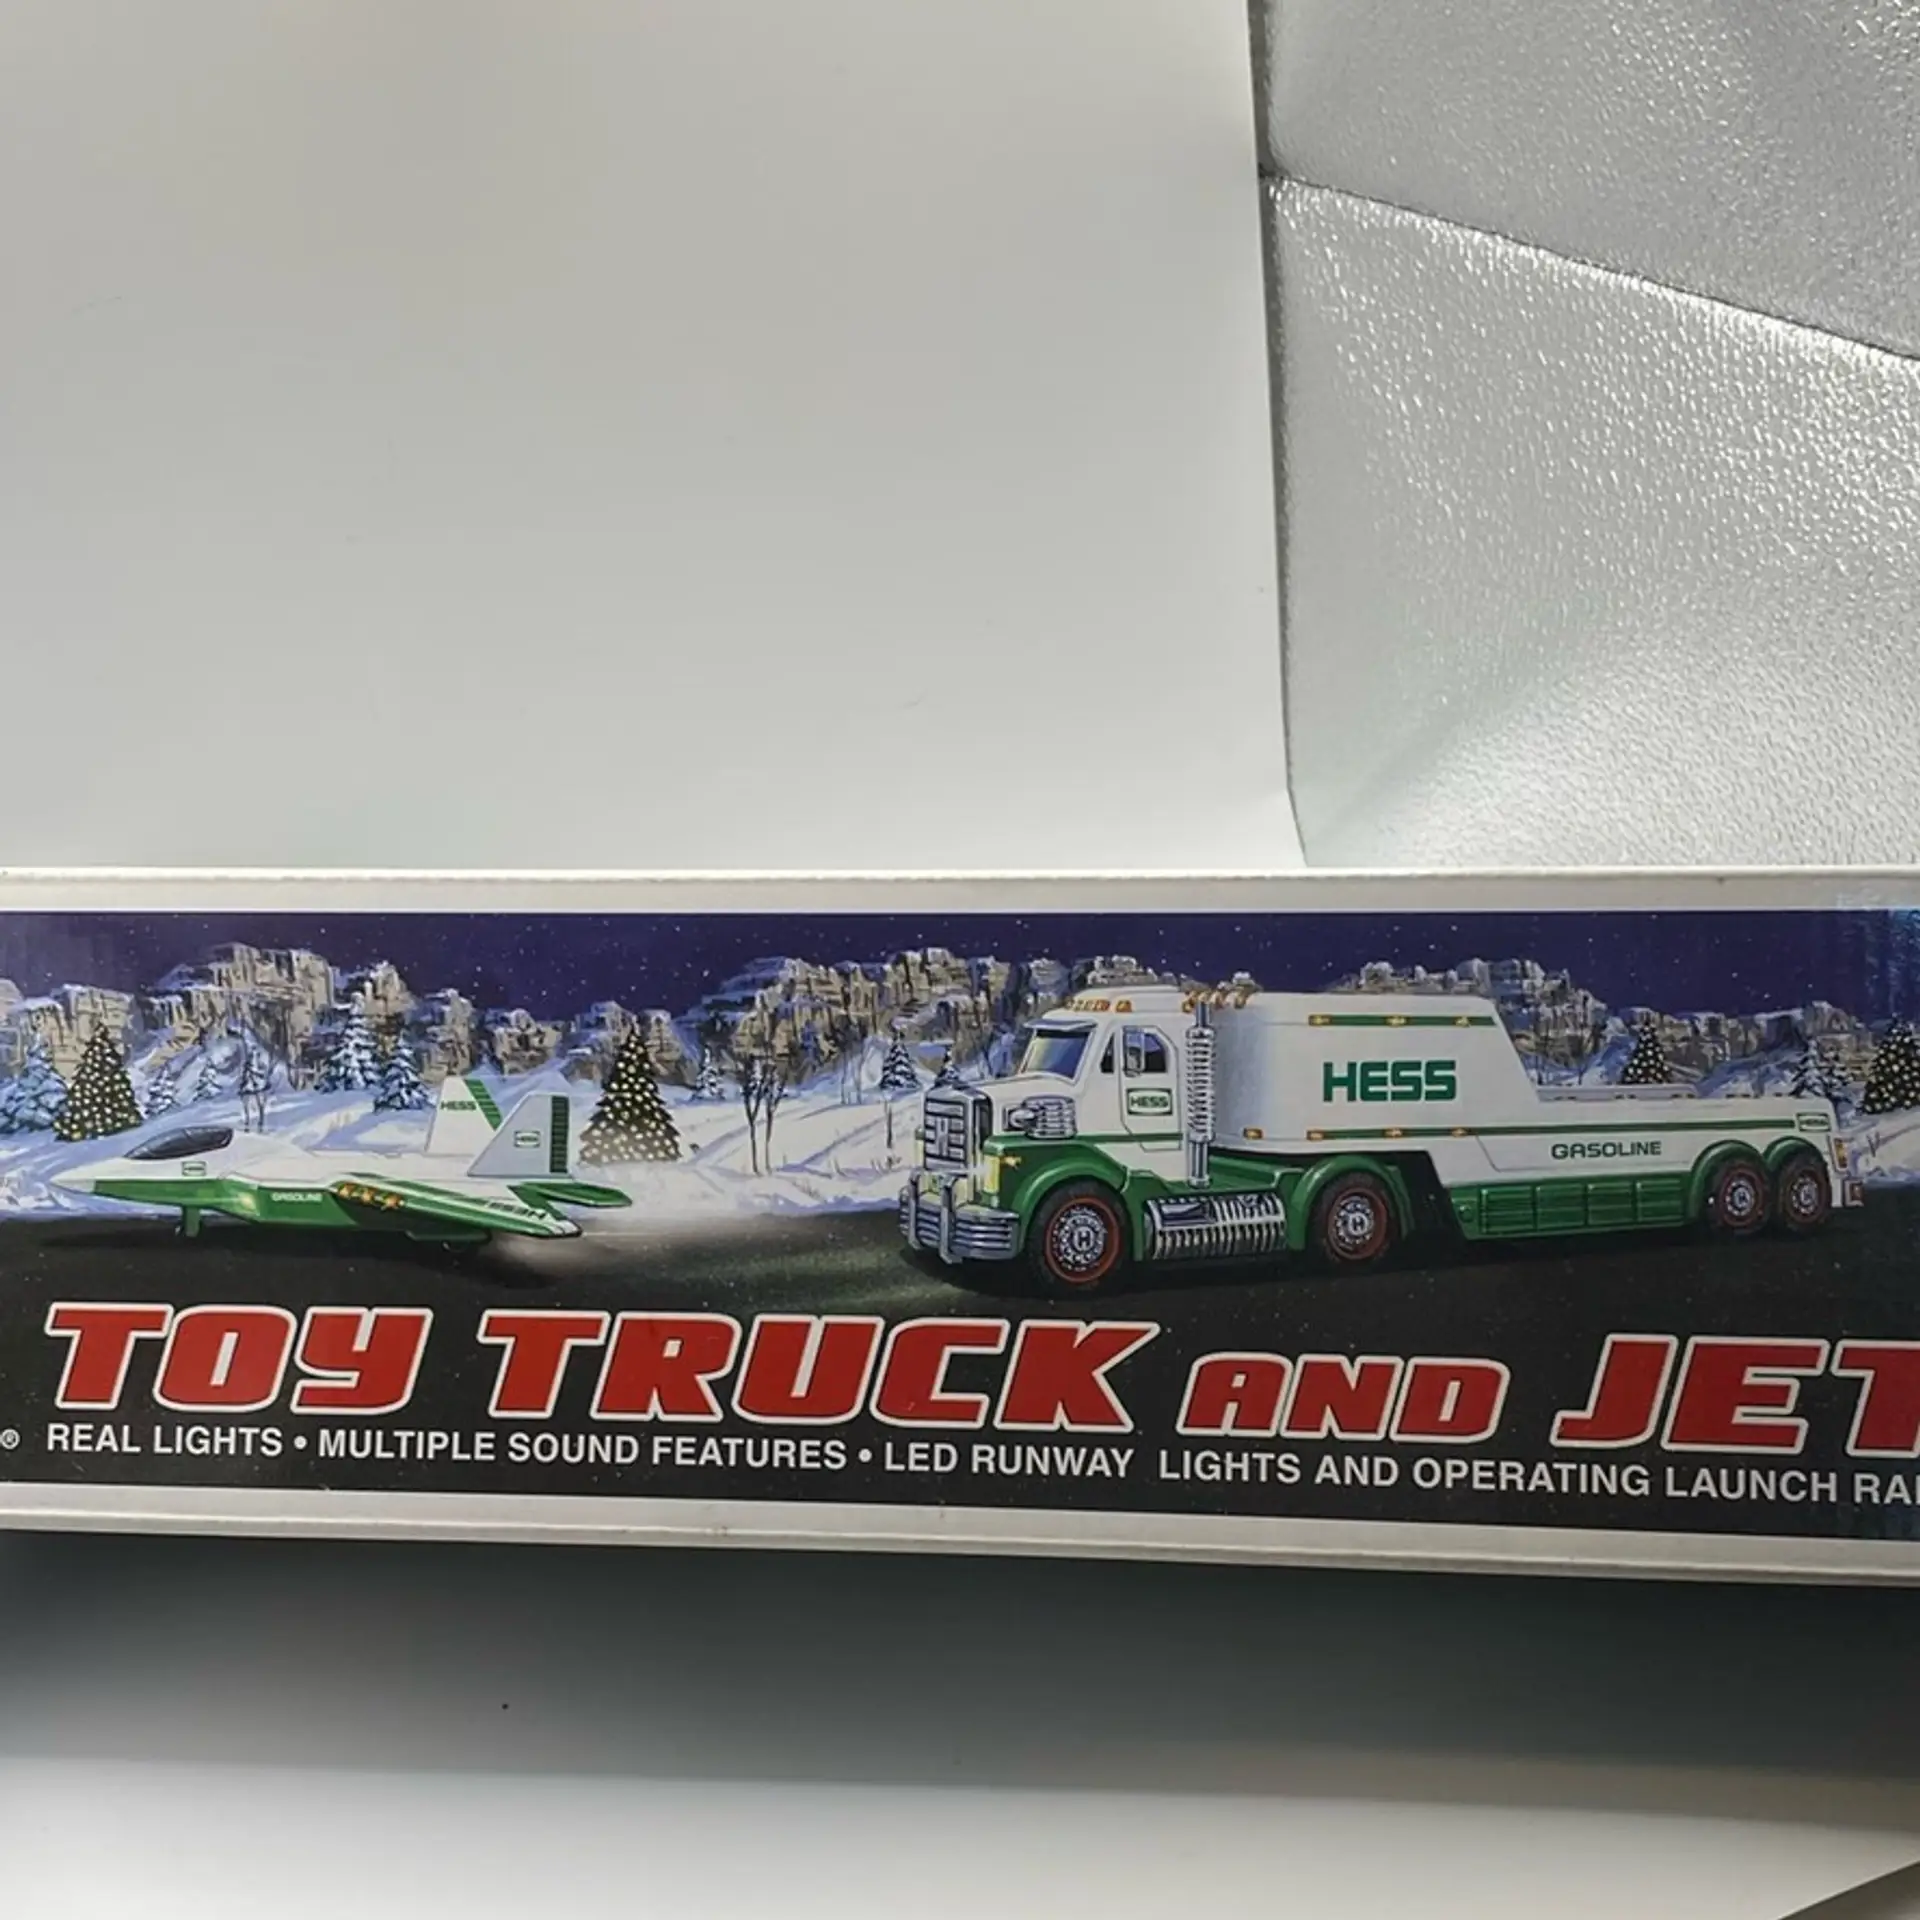 HESS
HESS
HESS
GASOLINE
GASOLINE
TOY TRUCK AND JET
® REAL LIGHTS • MULTIPLE SOUND FEATURES • LED RUNWAY LIGHTS AND OPERATING LAUNCH